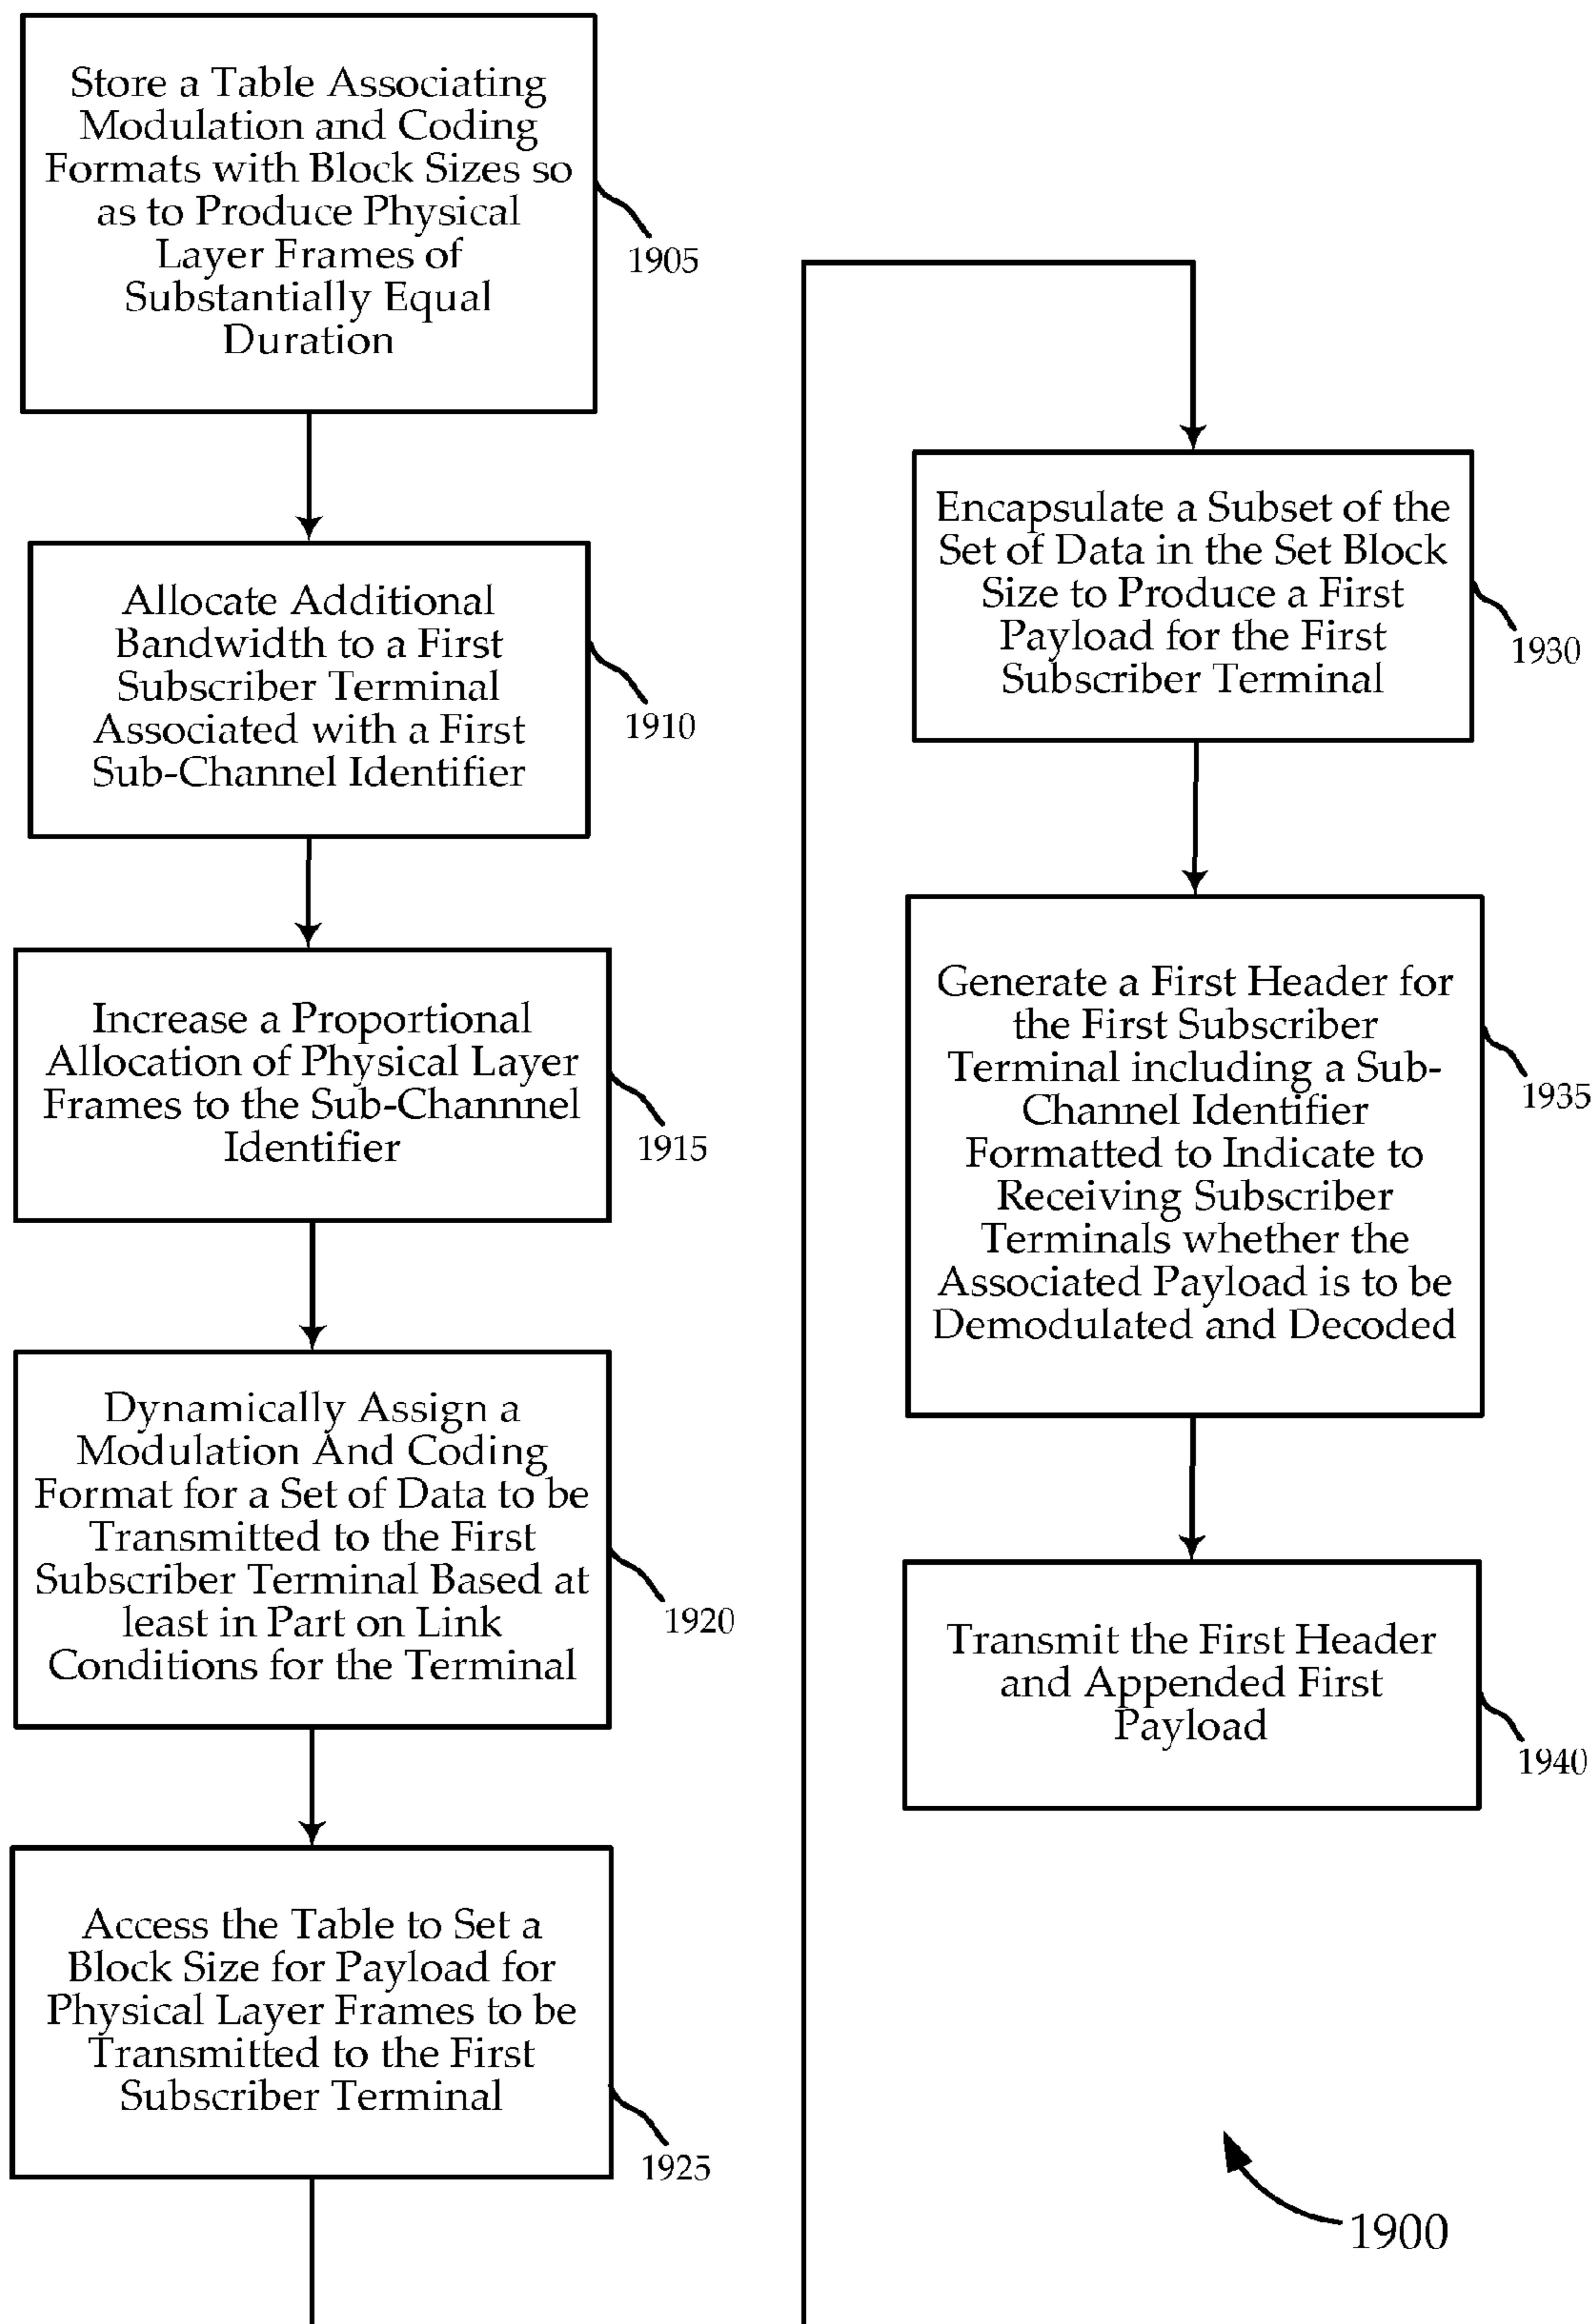 Store a Table Associating
Modulation and Coding
Formats with Block Sizes so
as to Produce Physical
Layer Frames of
Substantially Equal
Duration
1905
Allocate Additional
Bandwidth to a First
Subscriber Terminal
Associated with a First
Sub-Channel Identifier
1910
Increase a Proportional
Allocation of Physical Layer
Frames to the Sub-Channnel
Identifier
1915
Dynamically Assign a
Modulation And Coding
Format for a Set of Data to be
Transmitted to the First
Subscriber Terminal Based at
least in Part on Link
Conditions for the Terminal
1920
Access the Table to Set a
Block Size for Payload for
Physical Layer Frames to be
Transmitted to the First
Subscriber Terminal
1925
Encapsulate a Subset of the
Set of Data in the Set Block
Size to Produce a First
Payload for the First
Subscriber Terminal
1930
Generate a First Header for
the First Subscriber
Terminal including a Sub-
Channel Identifier
Formatted to Indicate to
Receiving Subscriber
Terminals whether the
Associated Payload is to be
Demodulated and Decoded
1935
Transmit the First Header
and Appended First
Payload
1940
1900